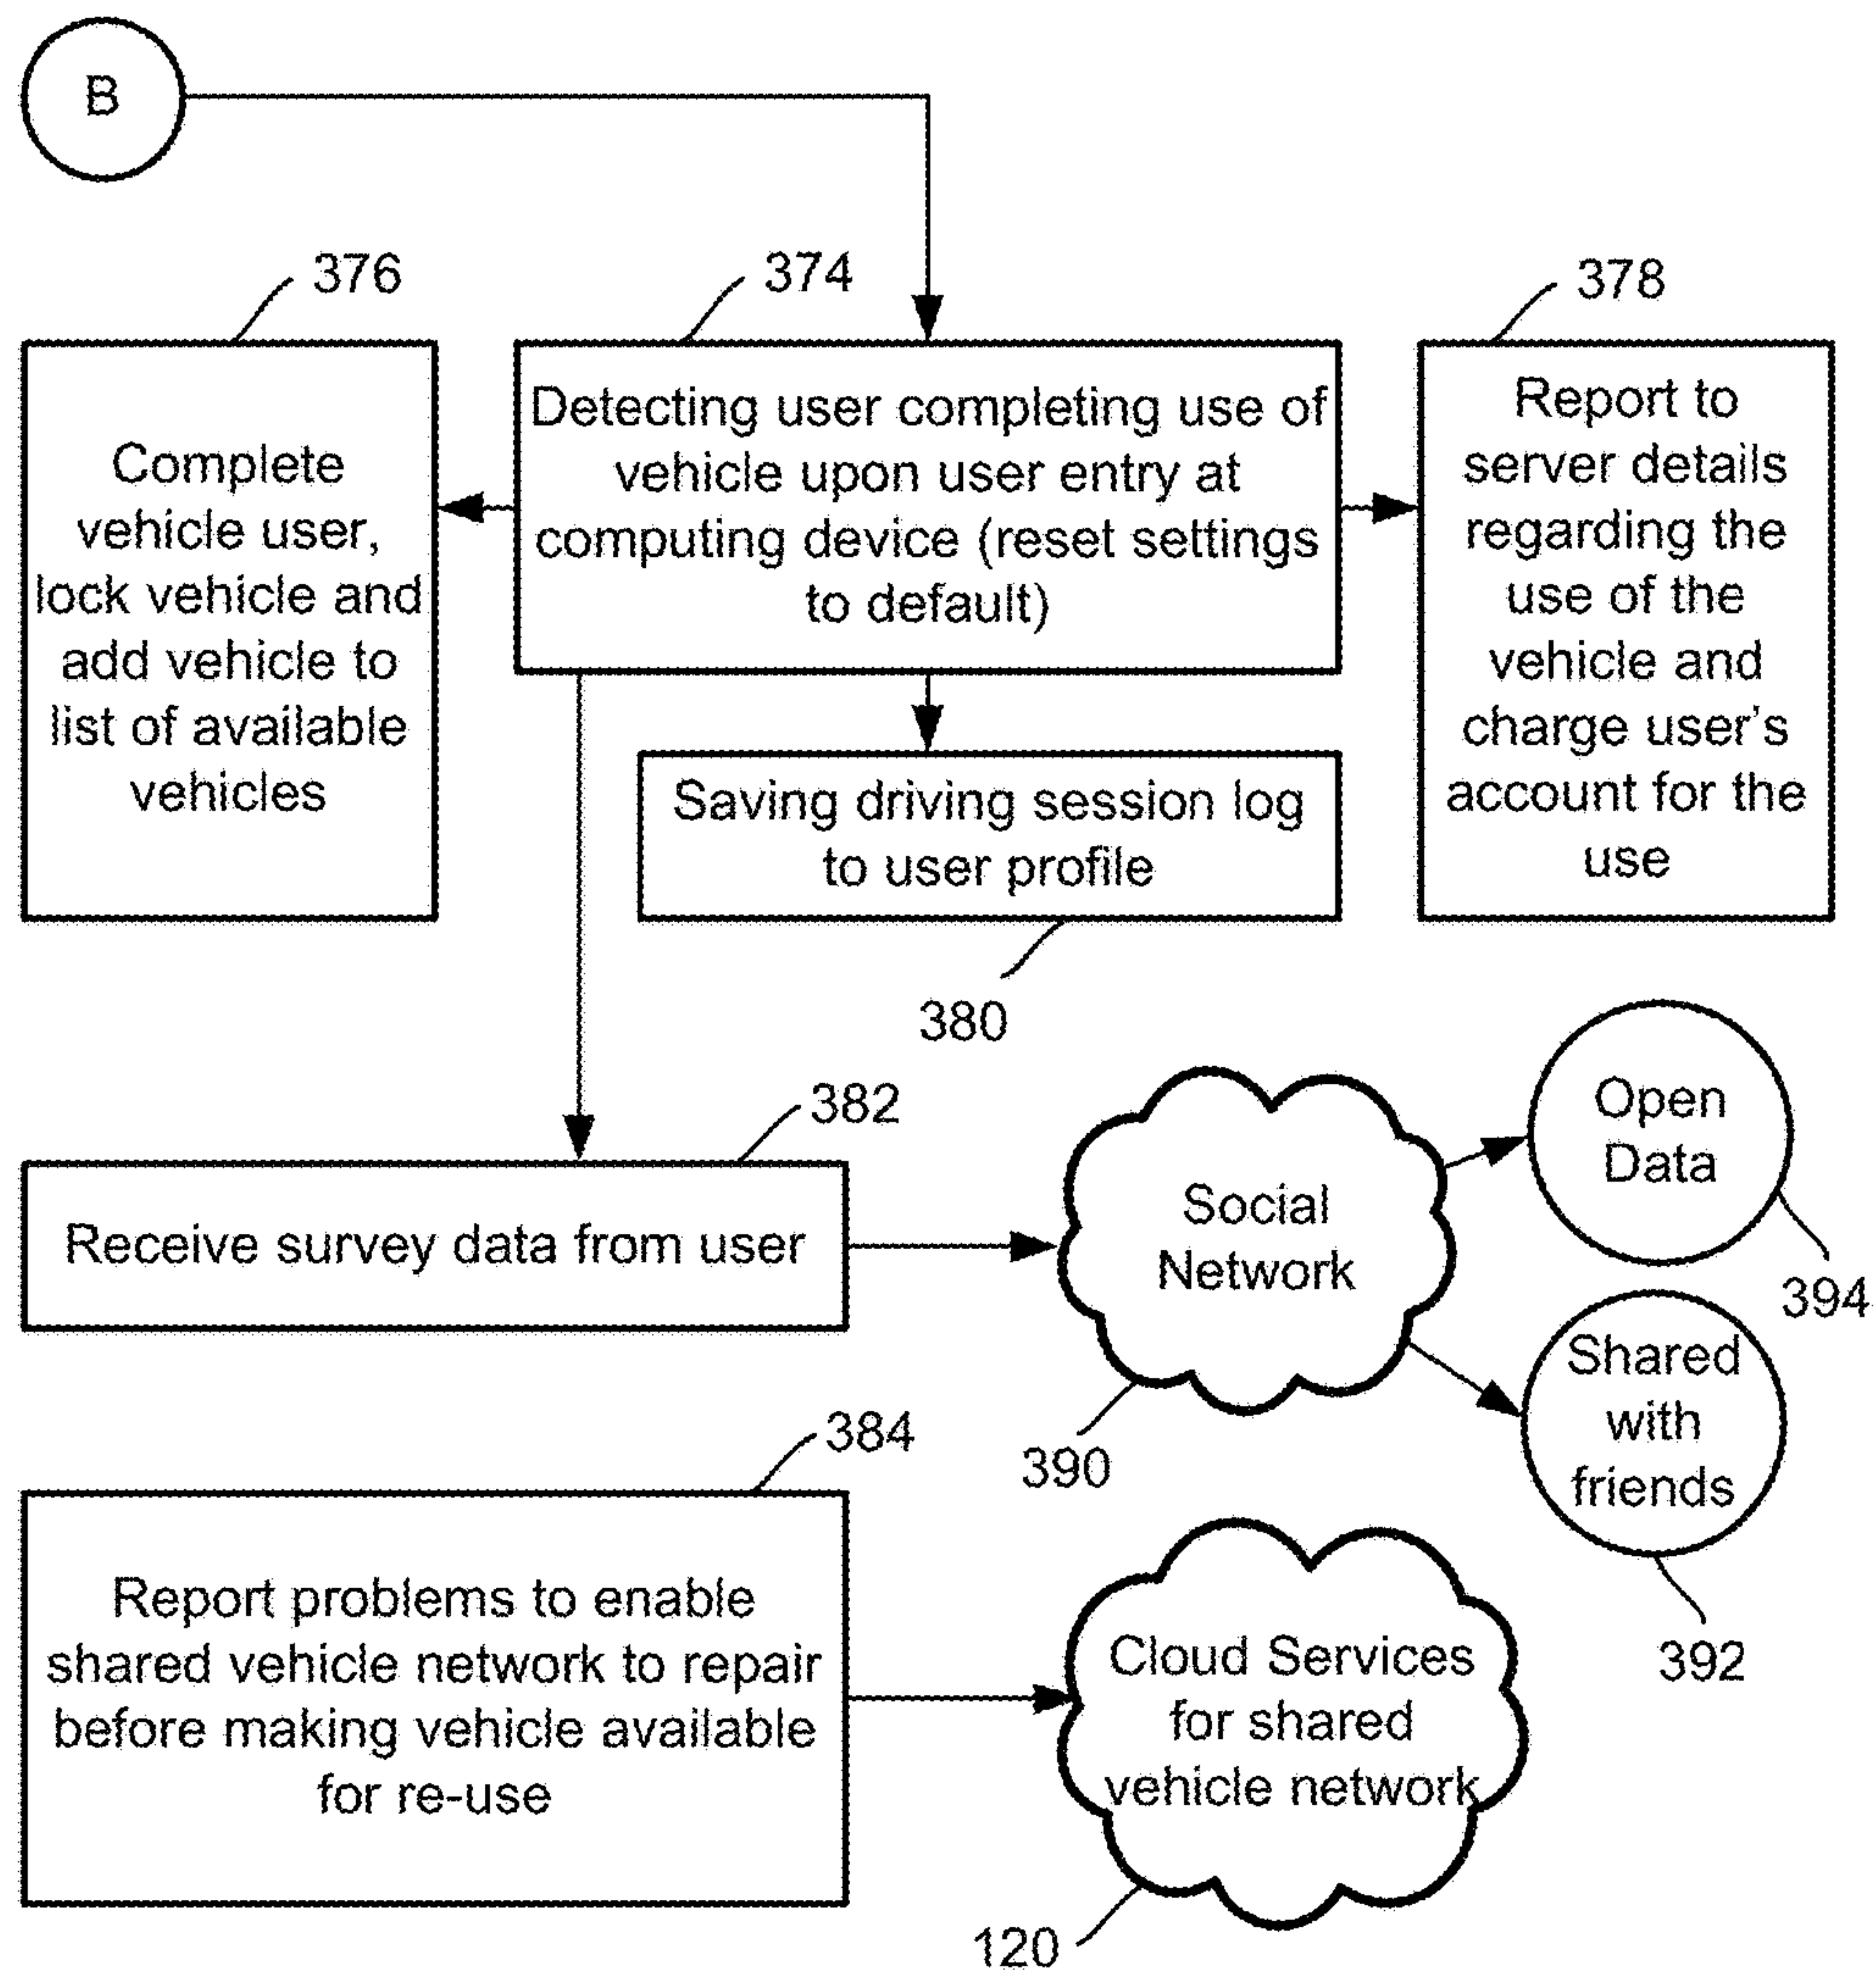 B
376
374
378
Complete
vehicle user,
lock vehicle and
add vehicle to
list of available
vehicles
Detecting user completing use of
vehicle upon user entry at
computing device (reset settings
to default)
Report to
server details
regarding the
use of the
vehicle and
charge user's
account for the
use
Saving driving session log
to user profile
380
382
Receive survey data from user
Social
Network
390
Open
Data
394
Shared
with
friends
392
384
Report problems to enable
shared vehicle network to repair
before making vehicle available
for re-use
Cloud Services
for shared
vehicle network
120